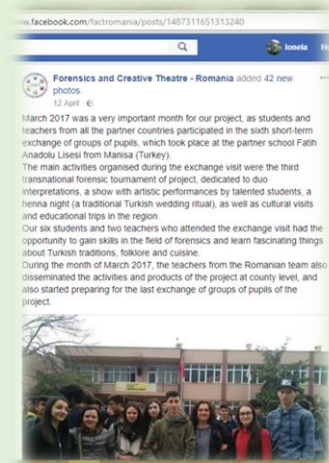 w.facebook.com/factromania/posts/1487311651313240
Ionela
Forensics and Creative Theatre - Romania added 42 new
photos.
12 April
March 2017 was a very important month for our project, as students and
teachers from all the partner countries participated in the sixth short-term
exchange of groups of pupils, which took place at the partner school Fatih
Anadolu Lisesi from Manisa (Turkey).
The main activities organised during the exchange visit were the third
transnational forensic tournament of project, dedicated to duo
interpretations, a show with artistic performances by talented students, a
henna night (a traditional Turkish wedding ritual), as well as cultural visits
and educational trips in the region.
Our six students and two teachers who attended the exchange visit had the
opportunity to gain skills in the field of forensics and learn fascinating things
about Turkish traditions, folklore and cuisine.
During the month of March 2017, the teachers from the Romanian team also
disseminated the activities and products of the project at county level, and
also started preparing for the last exchange of groups of pupils of the
project.